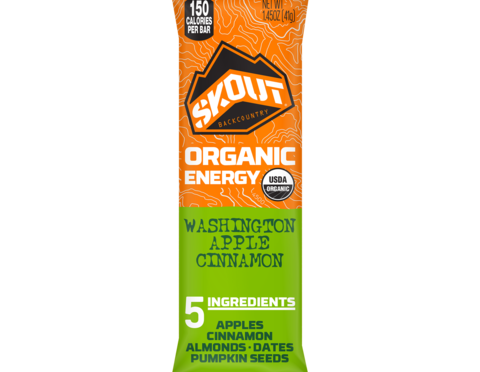 150
CALORIES
PER BAR
NET WT
1.45OZ [41g]
SKOUT
BACKCOUNTRY
ORGANIC
ENERGY
USDA
ORGANIC
WASHINGTON
APPLE
CINNAMON
5 INGREDIENTS
APPLES
CINNAMON
ALMONDS · DATES
PUMPKIN SEEDS